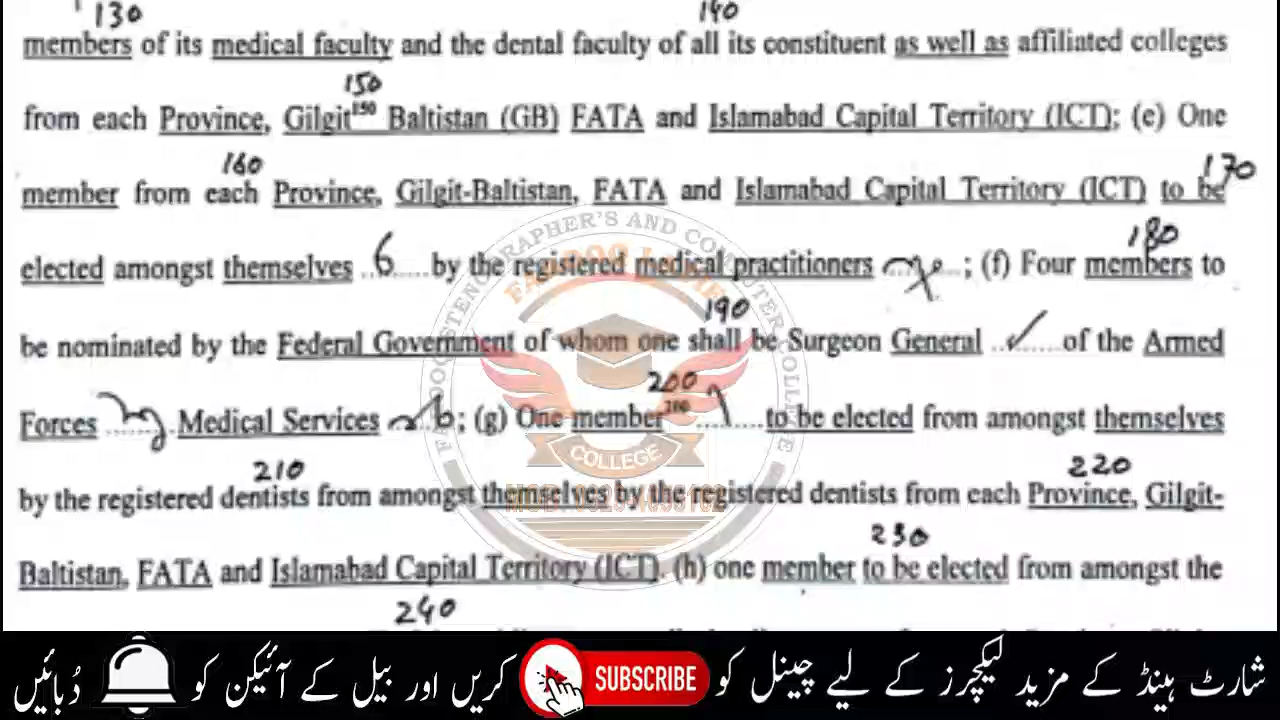 130 140
members of its medical faculty and the dental faculty of all its constituent as well as affiliated colleges
150
from each Province, Gilgit¹⁵⁰ Baltistan (GB) FATA and Islamabad Capital Territory (ICT); (e) One
160 170
member from each Province, Gilgit-Baltistan, FATA and Islamabad Capital Territory (ICT) to be
180
elected amongst themselves ........ by the registered medical practitioners ........; (f) Four members to
190
be nominated by the Federal Government of whom one shall be Surgeon General ........ of the Armed
200
Forces ........ Medical Services ........; (g) One member²⁰⁰ ........ to be elected from amongst themselves
210 220
by the registered dentists from amongst themselves by the registered dentists from each Province, Gilgit-
230
Baltistan, FATA and Islamabad Capital Territory (ICT). (h) one member to be elected from amongst the
240
COLLEGE
شارٹ ہینڈ کے مزید لیکچرز کے لیے چینل کو SUBSCRIBE کریں اور بیل کے آئیکن کو دُبائیں